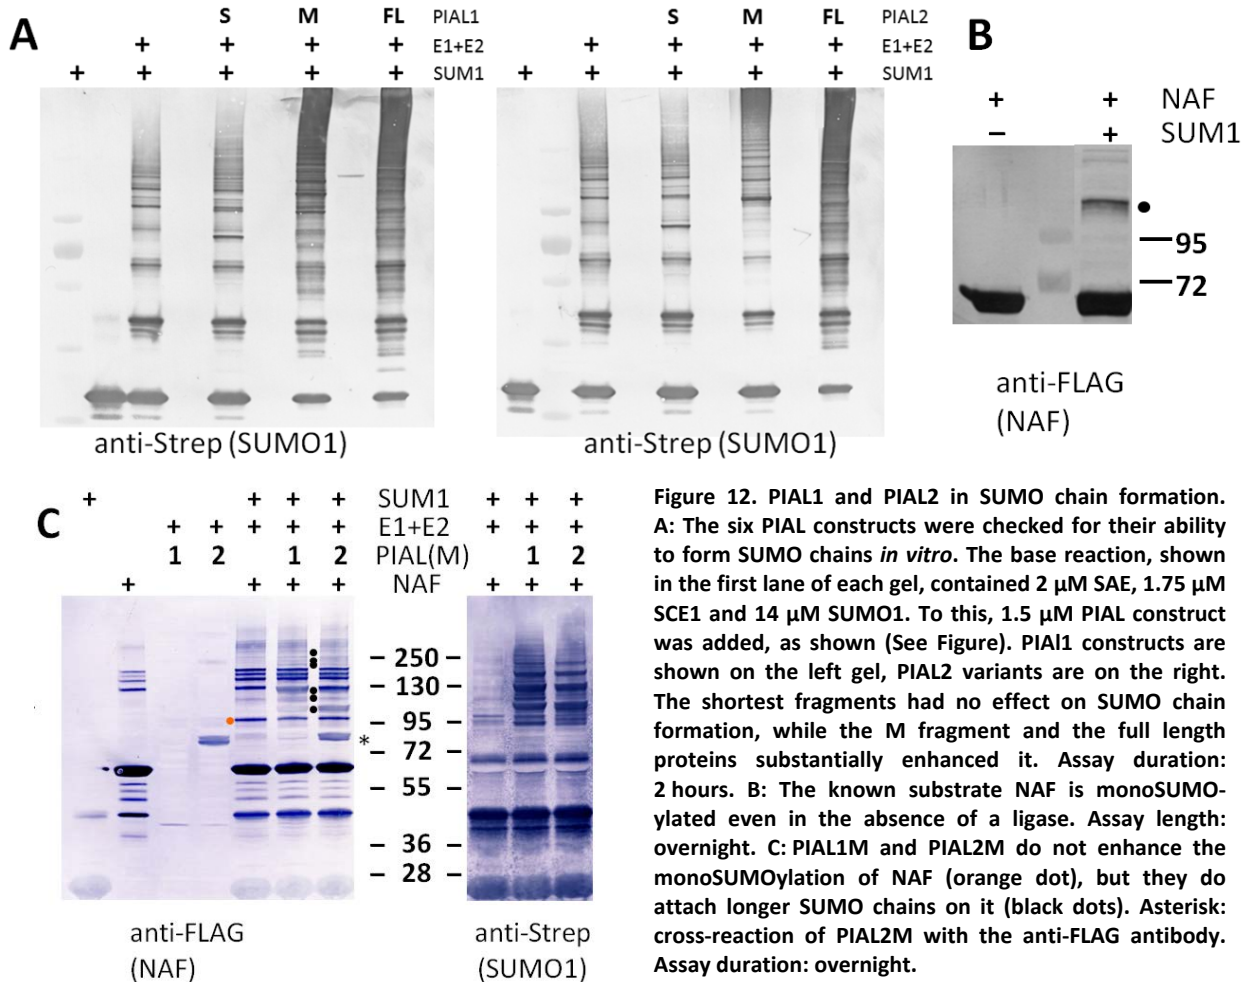 A
S M FL PIAL1
+ + + + E1+E2
+ + + + + SUM1
anti-Strep (SUMO1)
S M FL PIAL2
+ + + + E1+E2
+ + + + + SUM1
anti-Strep (SUMO1)
B
+ + NAF
– + SUM1
95
72
anti-FLAG
(NAF)
C
+ + + + SUM1 + + +
+ + + + + E1+E2 + + +
1 2 1 2 PIAL(M) 1 2
+ + + + NAF + + +
– 250 –
– 130 –
– 95 –
* – 72 –
– 55 –
– 36 –
– 28 –
anti-FLAG
(NAF)
anti-Strep
(SUMO1)
Figure 12. PIAL1 and PIAL2 in SUMO chain formation.
A: The six PIAL constructs were checked for their ability
to form SUMO chains in vitro. The base reaction, shown
in the first lane of each gel, contained 2 µM SAE, 1.75 µM
SCE1 and 14 µM SUMO1. To this, 1.5 µM PIAL construct
was added, as shown (See Figure). PIAl1 constructs are
shown on the left gel, PIAL2 variants are on the right.
The shortest fragments had no effect on SUMO chain
formation, while the M fragment and the full length
proteins substantially enhanced it. Assay duration:
2 hours. B: The known substrate NAF is monoSUMO-
ylated even in the absence of a ligase. Assay length:
overnight. C: PIAL1M and PIAL2M do not enhance the
monoSUMOylation of NAF (orange dot), but they do
attach longer SUMO chains on it (black dots). Asterisk:
cross-reaction of PIAL2M with the anti-FLAG antibody.
Assay duration: overnight.